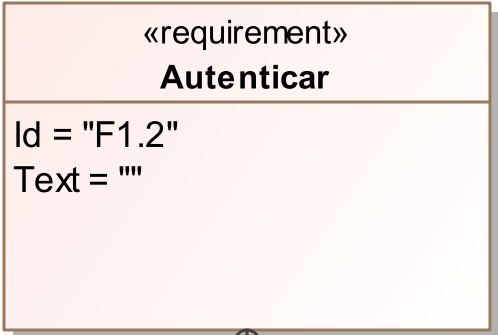 «requirement»
Autenticar
Id = "F1.2"
Text = ""